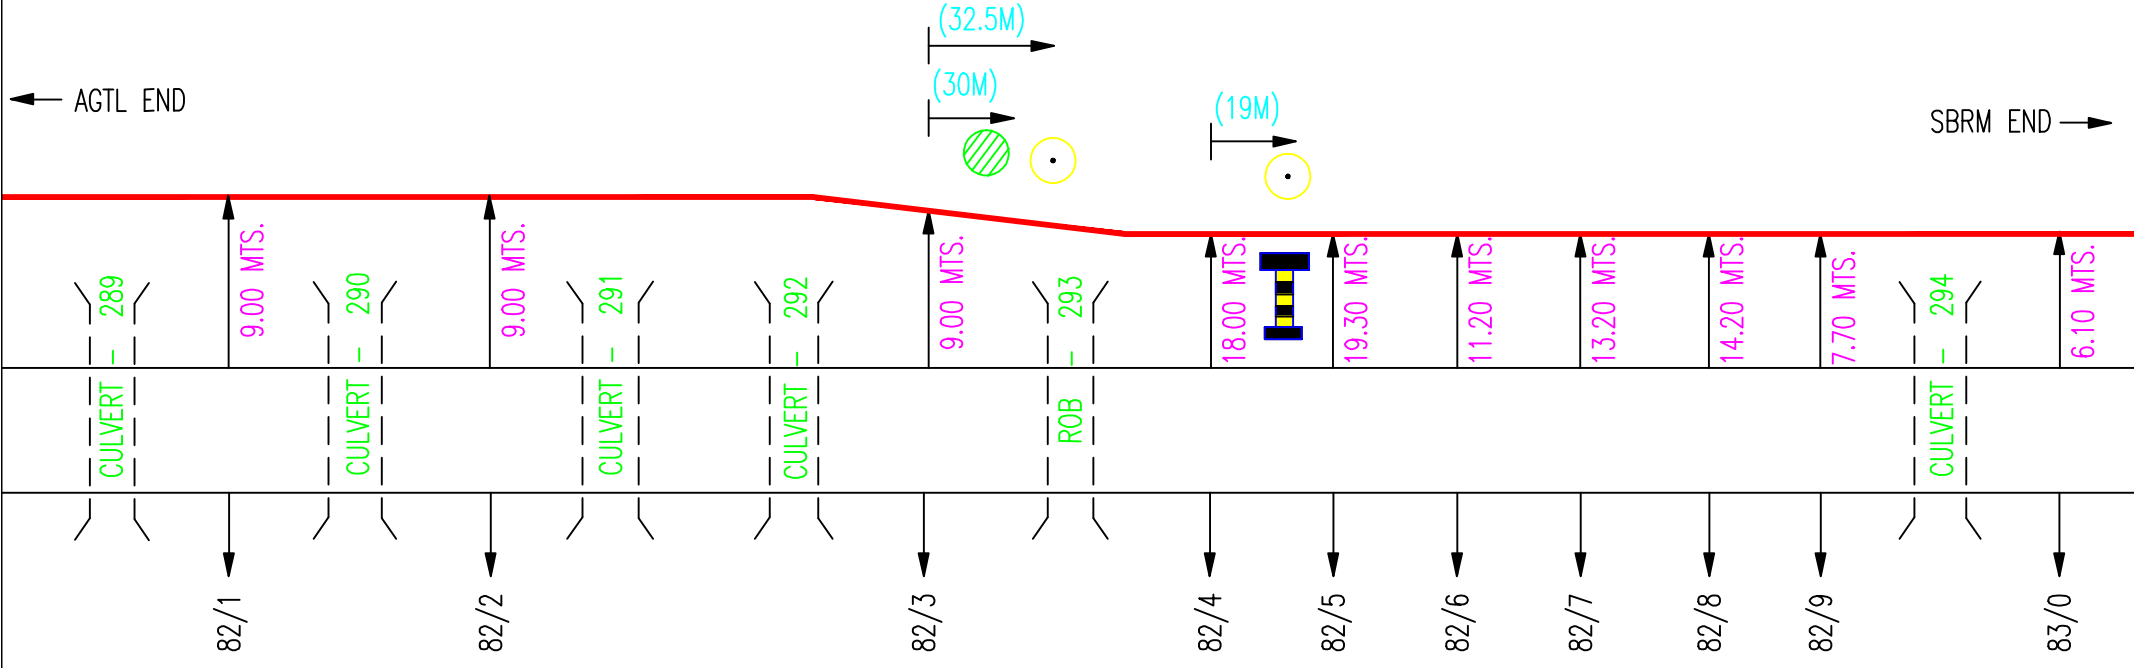 (32.5M)
(30M)
(19M)
AGTL END
SBRM END
CULVERT - 289
9.00 MTS.
CULVERT - 290
9.00 MTS.
CULVERT - 291
CULVERT - 292
9.00 MTS.
ROB - 293
18.00 MTS.
19.30 MTS.
11.20 MTS.
13.20 MTS.
14.20 MTS.
7.70 MTS.
CULVERT - 294
6.10 MTS.
82/1
82/2
82/3
82/4
82/5
82/6
82/7
82/8
82/9
83/0